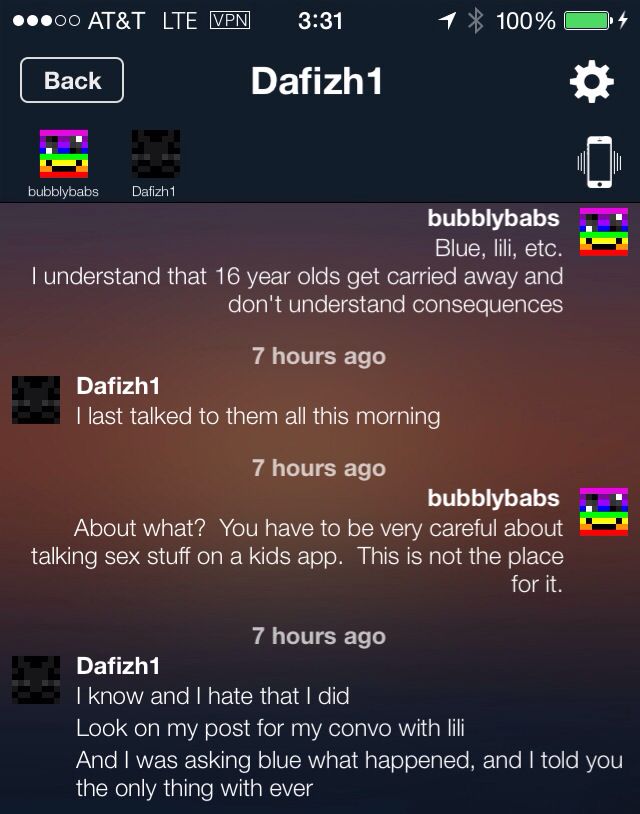 AT&T LTE VPN 3:31 100%
Back Dafizh1
bubblybabs Dafizh1
bubblybabs
Blue, lili, etc.
I understand that 16 year olds get carried away and
don't understand consequences
7 hours ago
Dafizh1
I last talked to them all this morning
7 hours ago
bubblybabs
About what?  You have to be very careful about
talking sex stuff on a kids app.  This is not the place
for it.
7 hours ago
Dafizh1
I know and I hate that I did
Look on my post for my convo with lili
And I was asking blue what happened, and I told you
the only thing with ever